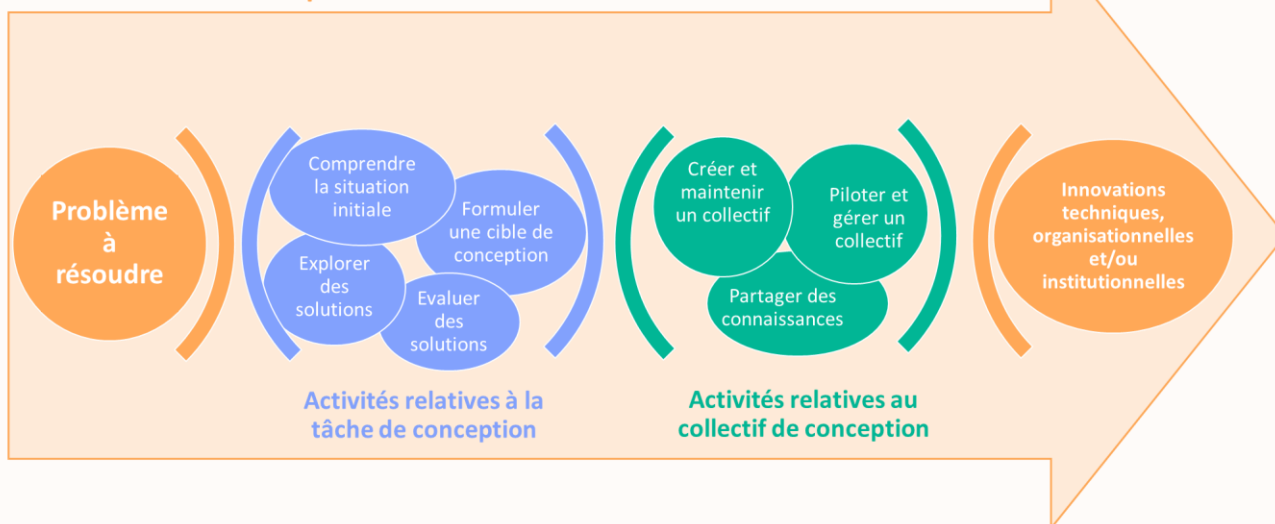 Problème
à
résoudre
Comprendre
la situation
initiale
Formuler
une cible de
conception
Explorer
des
solutions
Evaluer
des
solutions
Activités relatives à la
tâche de conception
Créer et
maintenir
un collectif
Piloter et
gérer un
collectif
Partager des
connaissances
Activités relatives au
collectif de conception
Innovations
techniques,
organisationnelles
et/ou
institutionnelles